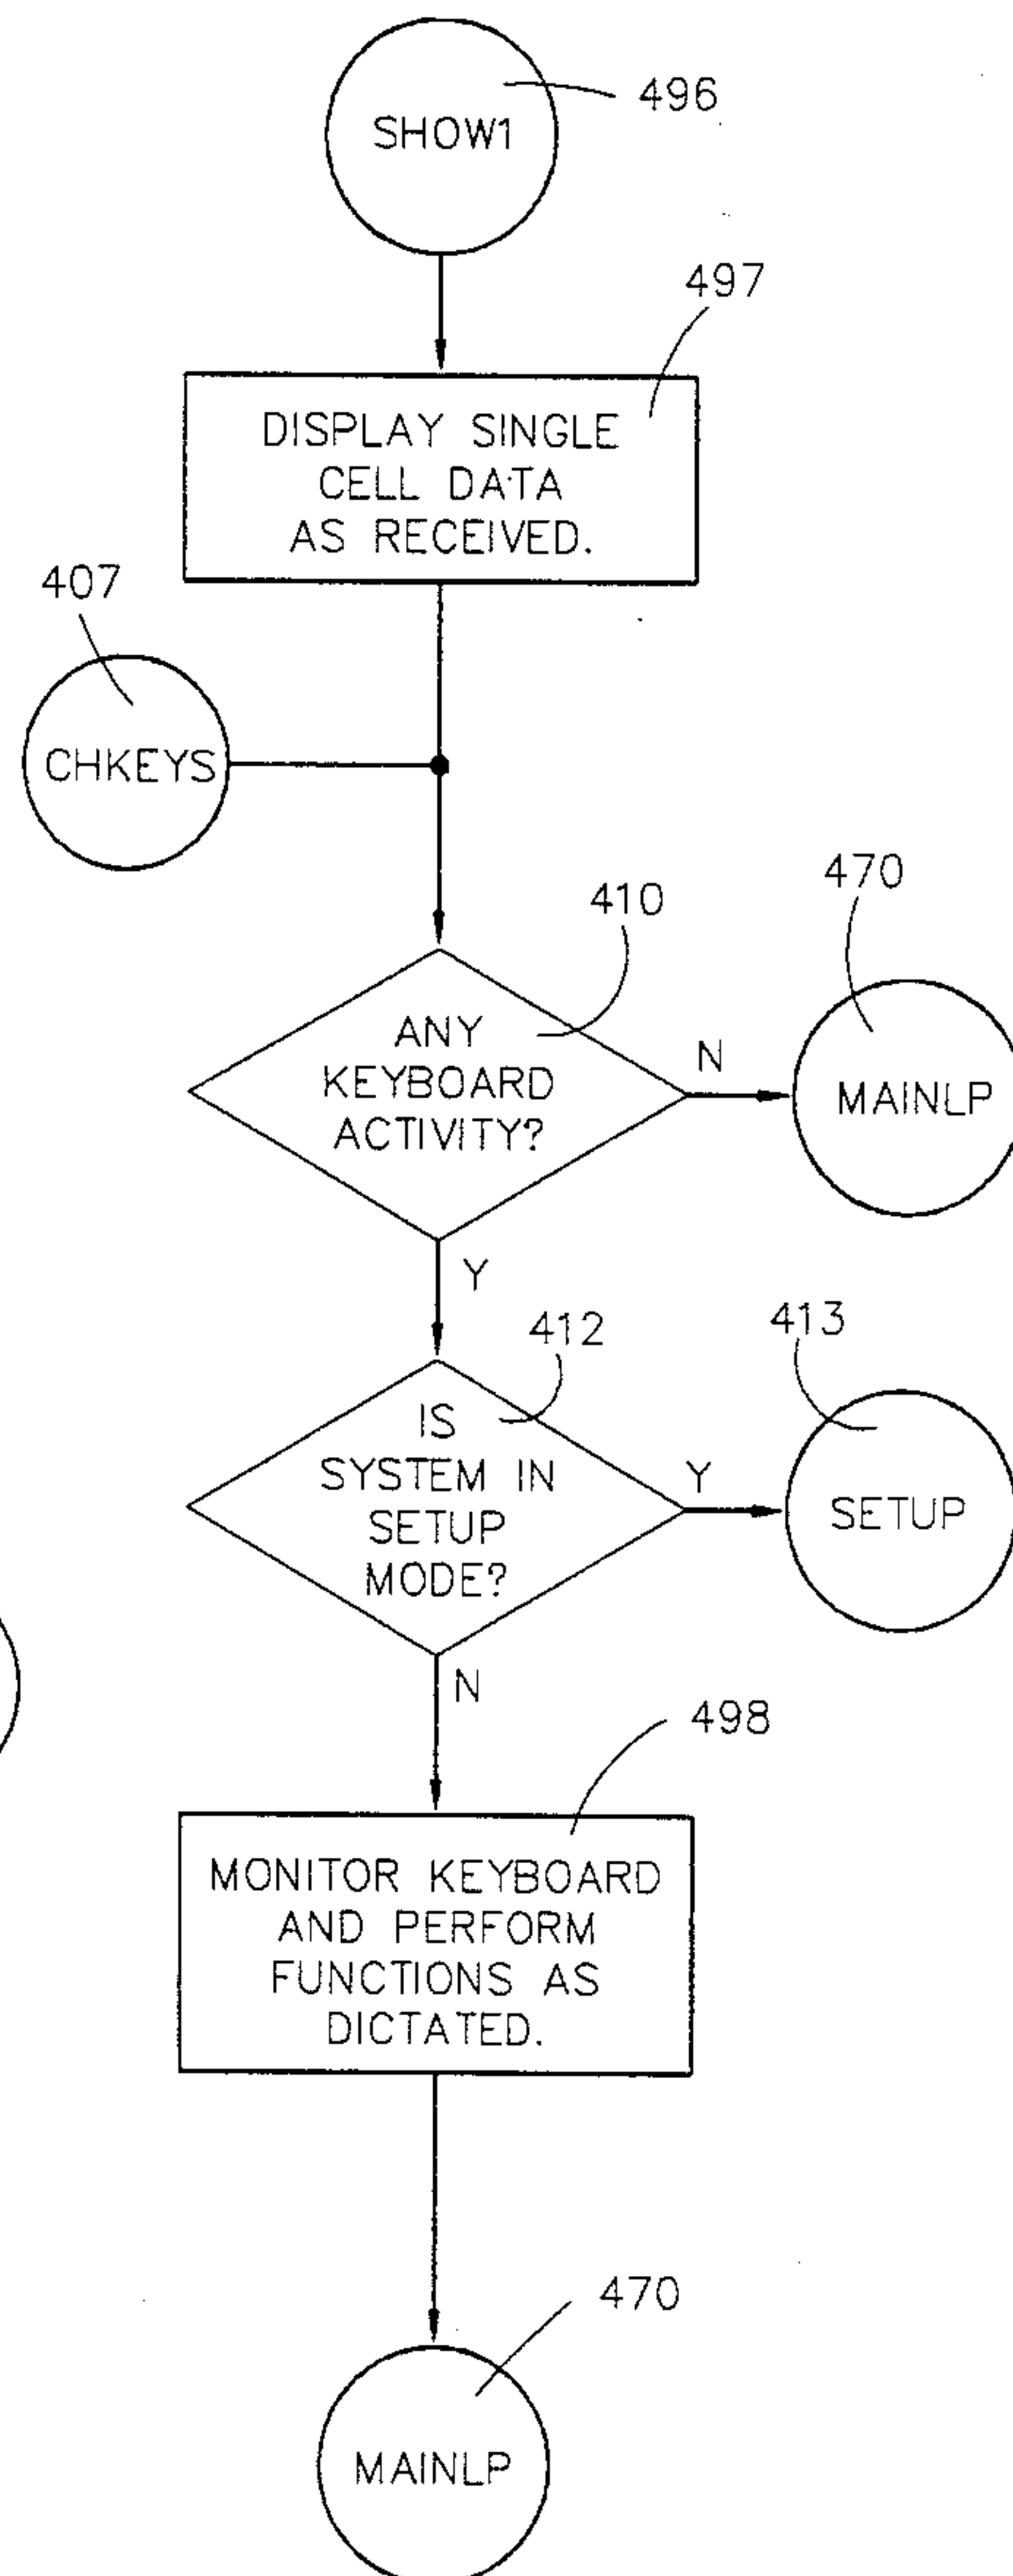 496
SHOW1
497
DISPLAY SINGLE
CELL DATA
AS RECEIVED.
407
CHKEYS
410
470
ANY
KEYBOARD
ACTIVITY?
N
MAINLP
Y
412
413
IS
SYSTEM IN
SETUP
MODE?
Y
SETUP
N
498
MONITOR KEYBOARD
AND PERFORM
FUNCTIONS AS
DICTATED.
470
MAINLP